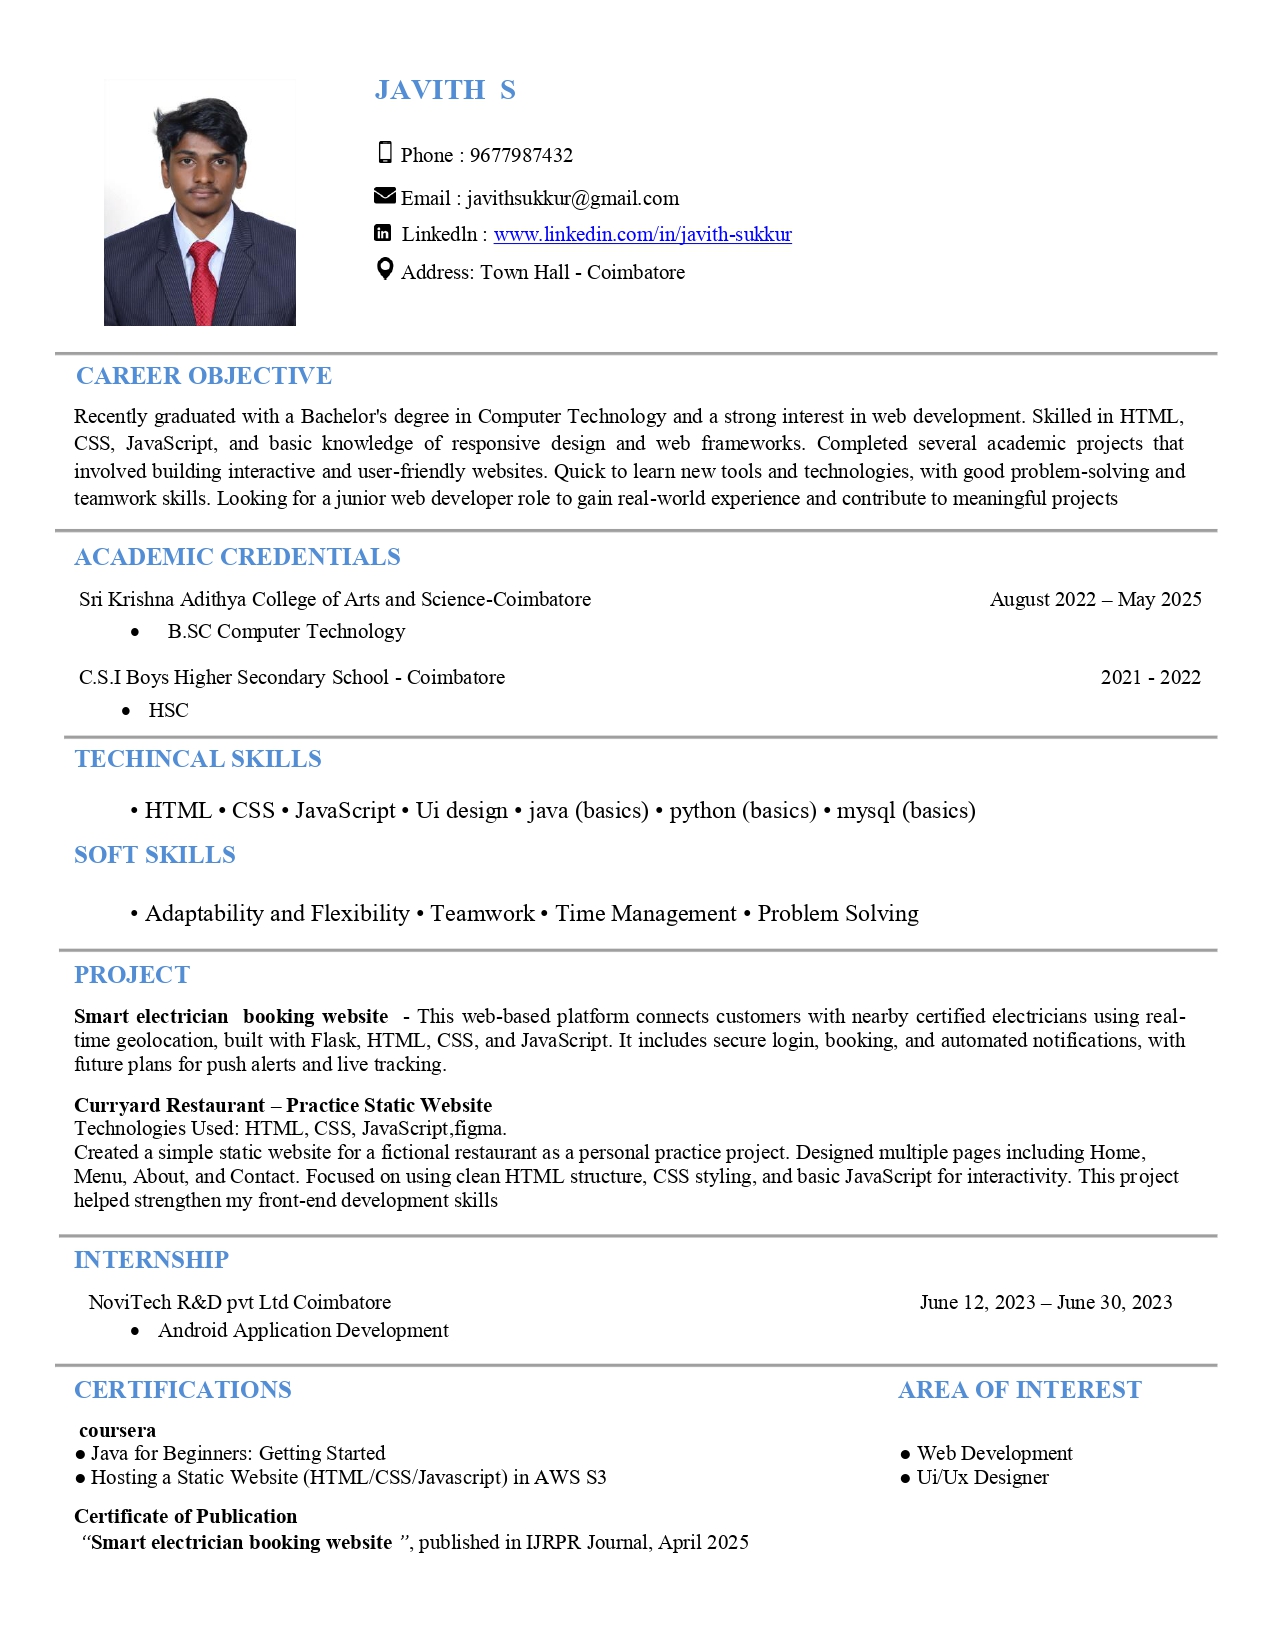 JAVITH S
Phone : 9677987432
Email : javithsukkur@gmail.com
Linkedln : www.linkedin.com/in/javith-sukkur
Address: Town Hall - Coimbatore
CAREER OBJECTIVE
Recently graduated with a Bachelor's degree in Computer Technology and a strong interest in web development. Skilled in HTML,
CSS, JavaScript, and basic knowledge of responsive design and web frameworks. Completed several academic projects that
involved building interactive and user-friendly websites. Quick to learn new tools and technologies, with good problem-solving and
teamwork skills. Looking for a junior web developer role to gain real-world experience and contribute to meaningful projects
ACADEMIC CREDENTIALS
Sri Krishna Adithya College of Arts and Science-Coimbatore August 2022 – May 2025
• B.SC Computer Technology
C.S.I Boys Higher Secondary School - Coimbatore 2021 - 2022
• HSC
TECHINCAL SKILLS
• HTML • CSS • JavaScript • Ui design • java (basics) • python (basics) • mysql (basics)
SOFT SKILLS
• Adaptability and Flexibility • Teamwork • Time Management • Problem Solving
PROJECT
Smart electrician booking website - This web-based platform connects customers with nearby certified electricians using real-
time geolocation, built with Flask, HTML, CSS, and JavaScript. It includes secure login, booking, and automated notifications, with
future plans for push alerts and live tracking.
Curryard Restaurant – Practice Static Website
Technologies Used: HTML, CSS, JavaScript,figma.
Created a simple static website for a fictional restaurant as a personal practice project. Designed multiple pages including Home,
Menu, About, and Contact. Focused on using clean HTML structure, CSS styling, and basic JavaScript for interactivity. This project
helped strengthen my front-end development skills
INTERNSHIP
NoviTech R&D pvt Ltd Coimbatore June 12, 2023 – June 30, 2023
• Android Application Development
CERTIFICATIONS
coursera
● Java for Beginners: Getting Started
● Hosting a Static Website (HTML/CSS/Javascript) in AWS S3
Certificate of Publication
“Smart electrician booking website ”, published in IJRPR Journal, April 2025
AREA OF INTEREST
● Web Development
● Ui/Ux Designer